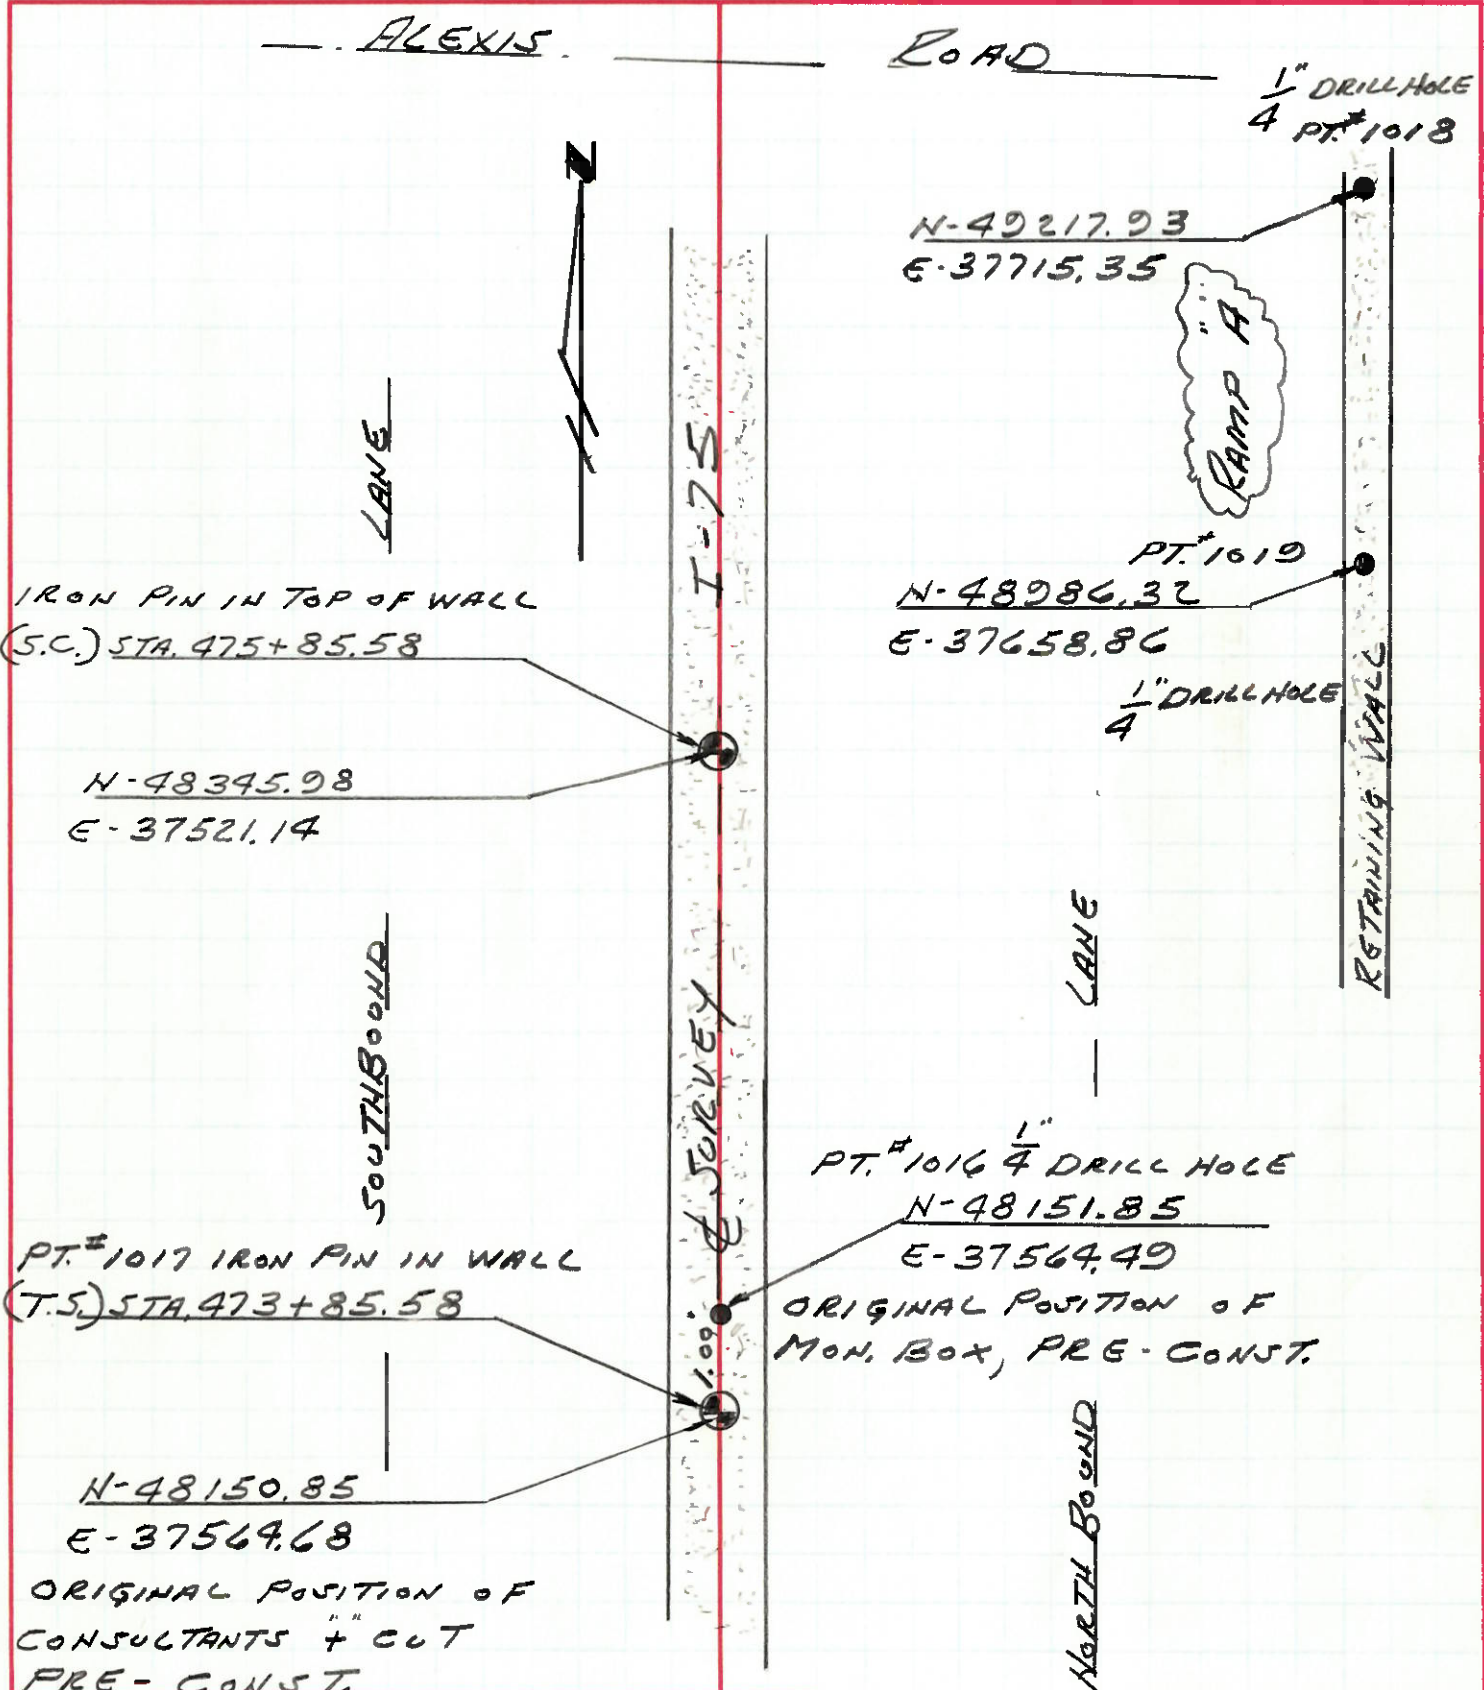 ALEXIS ROAD
1/4" DRILL HOLE
PT.# 1018
N
N-49217.93
E-37715.35
RAMP "A"
LANE
I-75
PT.# 1019
N-48986.32
E-37658.86
1/4" DRILL HOLE
IRON PIN IN TOP OF WALL
(S.C.) STA. 475+85.58
N-48345.98
E-37521.14
RETAINING WALL
SOUTHBOUND
LANE
℄ SURVEY
PT.# 1016 1/4" DRILL HOLE
N-48151.85
E-37564.49
ORIGINAL POSITION OF
MON. BOX, PRE-CONST.
PT.# 1017 IRON PIN IN WALL
(T.S.) STA. 473+85.58
1.00'
N-48150.85
E-37564.68
ORIGINAL POSITION OF
CONSULTANTS "+" CUT
PRE-CONST.
NORTH BOUND